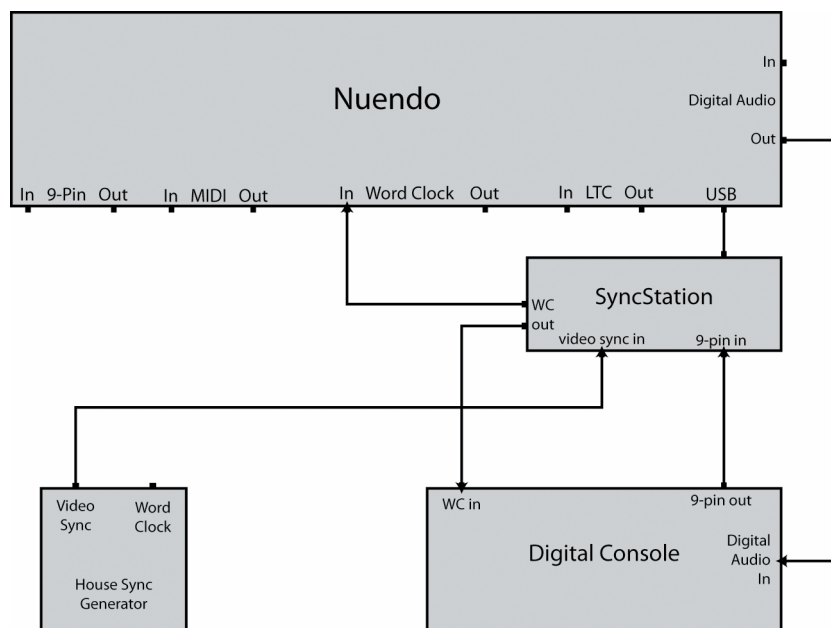 In
Nuendo
Digital Audio
Out
In 9-Pin Out In MIDI Out In Word Clock Out In LTC Out USB
SyncStation
WC
out
video sync in 9-pin in
Video
Sync
Word
Clock
House Sync
Generator
WC in 9-pin out
Digital Console
Digital
Audio
In